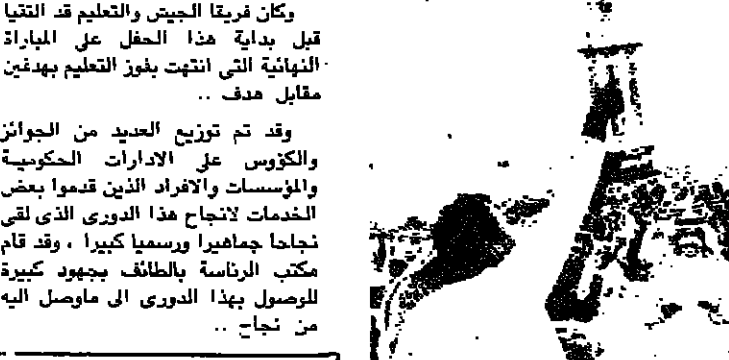 وكان فريقا الجيش والتعليم قد التقيا
قبل بداية هذا الحفل على المباراة
النهائية التى انتهت بفوز التعليم بهدفين
مقابل هدف ..
وقد تم توزيع العديد من الجوائز
والكؤوس على الادارات الحكومية
والمؤسسات والافراد الذين قدموا بعض
الخدمات لانجاح هذا الدورى الذى لقى
نجاحا جماهيرا ورسميا كبيرا ، وقد قام
مكتب الرئاسة بالطائف بجهود كبيرة
للوصول بهذا الدورى الى ماوصل اليه
من نجاح ..